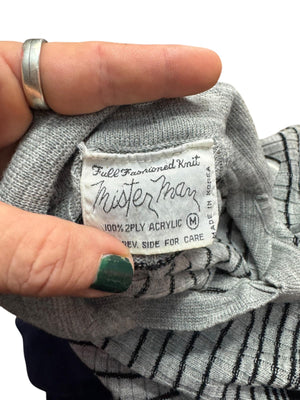 Full Fashioned Knit
Mister Man
100% 2PLY ACRYLIC M
REV. SIDE FOR CARE
MADE IN KOREA